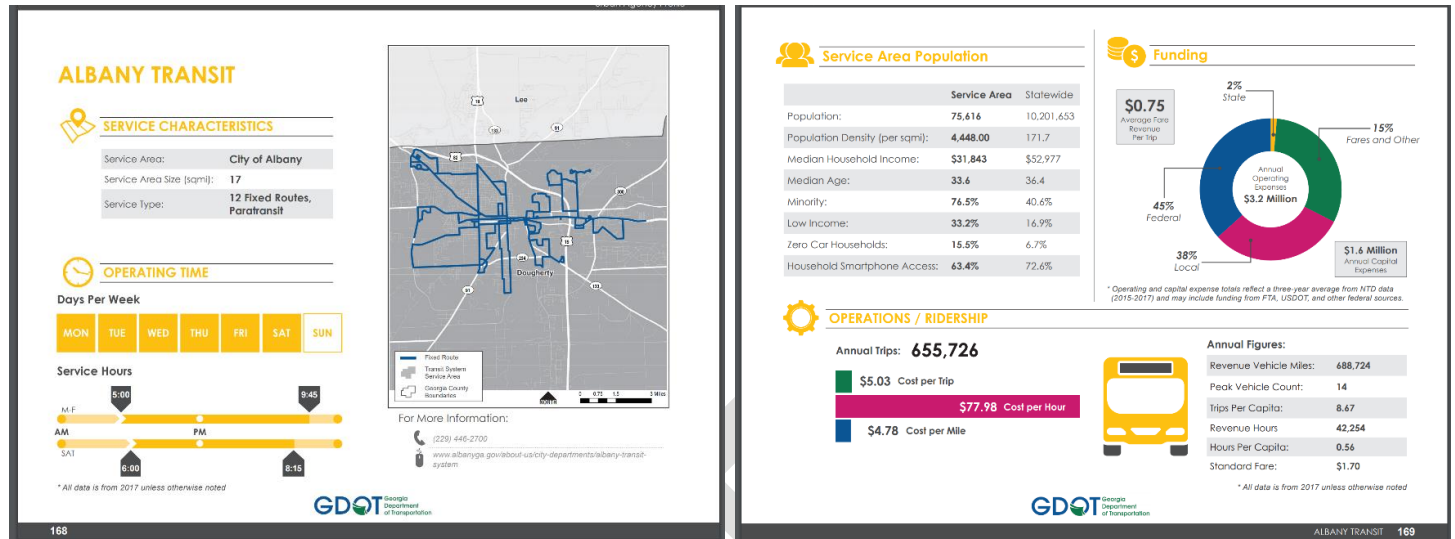 ALBANY TRANSIT
SERVICE CHARACTERISTICS
Service Area: City of Albany
Service Area Size (sqmi): 17
Service Type: 12 Fixed Routes,
Paratransit
OPERATING TIME
Days Per Week
MON TUE WED THU FRI SAT SUN
Service Hours
5:00 9:45
M-F
AM PM
SAT
6:00 8:15
* All data is from 2017 unless otherwise noted
Lee
82
300
Dougherty
Fixed Route
Transit System
Service Area
Georgia County
Boundaries
0 0.75 1.5 3 Miles
For More Information:
(229) 446-2700
www.albanyga.gov/about-us/city-departments/albany-transit-
system
GDOT Georgia
Department
of Transportation
168
Service Area Population
Service Area Statewide
Population: 75,616 10,201,653
Population Density (per sqmi): 4,448.00 171.7
Median Household Income: $31,843 $52,977
Median Age: 33.6 36.4
Minority: 76.5% 40.6%
Low Income: 33.2% 16.9%
Zero Car Households: 15.5% 6.7%
Household Smartphone Access: 63.4% 72.6%
Funding
$0.75
Average Fare
Revenue
Per Trip
2%
State
15%
Fares and Other
Annual
Operating
Expenses
$3.2 Million
45%
Federal
38%
Local
$1.6 Million
Annual Capital
Expenses
* Operating and capital expense totals reflect a three-year average from NTD data
(2015-2017) and may include funding from FTA, USDOT, and other federal sources.
OPERATIONS / RIDERSHIP
Annual Trips: 655,726
$5.03 Cost per Trip
$77.98 Cost per Hour
$4.78 Cost per Mile
Annual Figures:
Revenue Vehicle Miles: 688,724
Peak Vehicle Count: 14
Trips Per Capita: 8.67
Revenue Hours 42,254
Hours Per Capita: 0.56
Standard Fare: $1.70
* All data is from 2017 unless otherwise noted
GDOT Georgia
Department
of Transportation
ALBANY TRANSIT 169